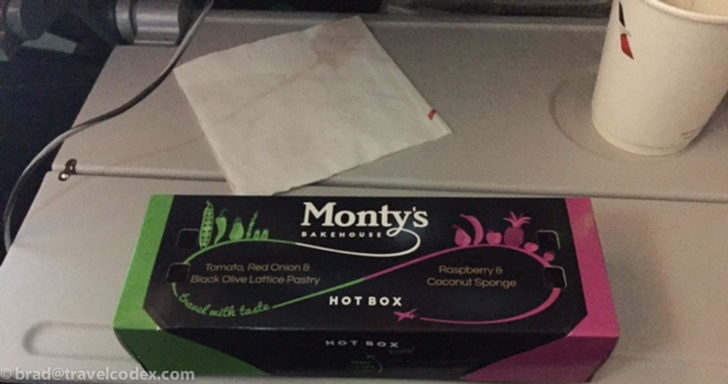 Monty's
BAKEHOUSE
Tomato, Red Onion &
Black Olive Lattice Pastry
Raspberry &
Coconut Sponge
HOT BOX
travel with taste
HOT BOX
© brad@travelcodex.com